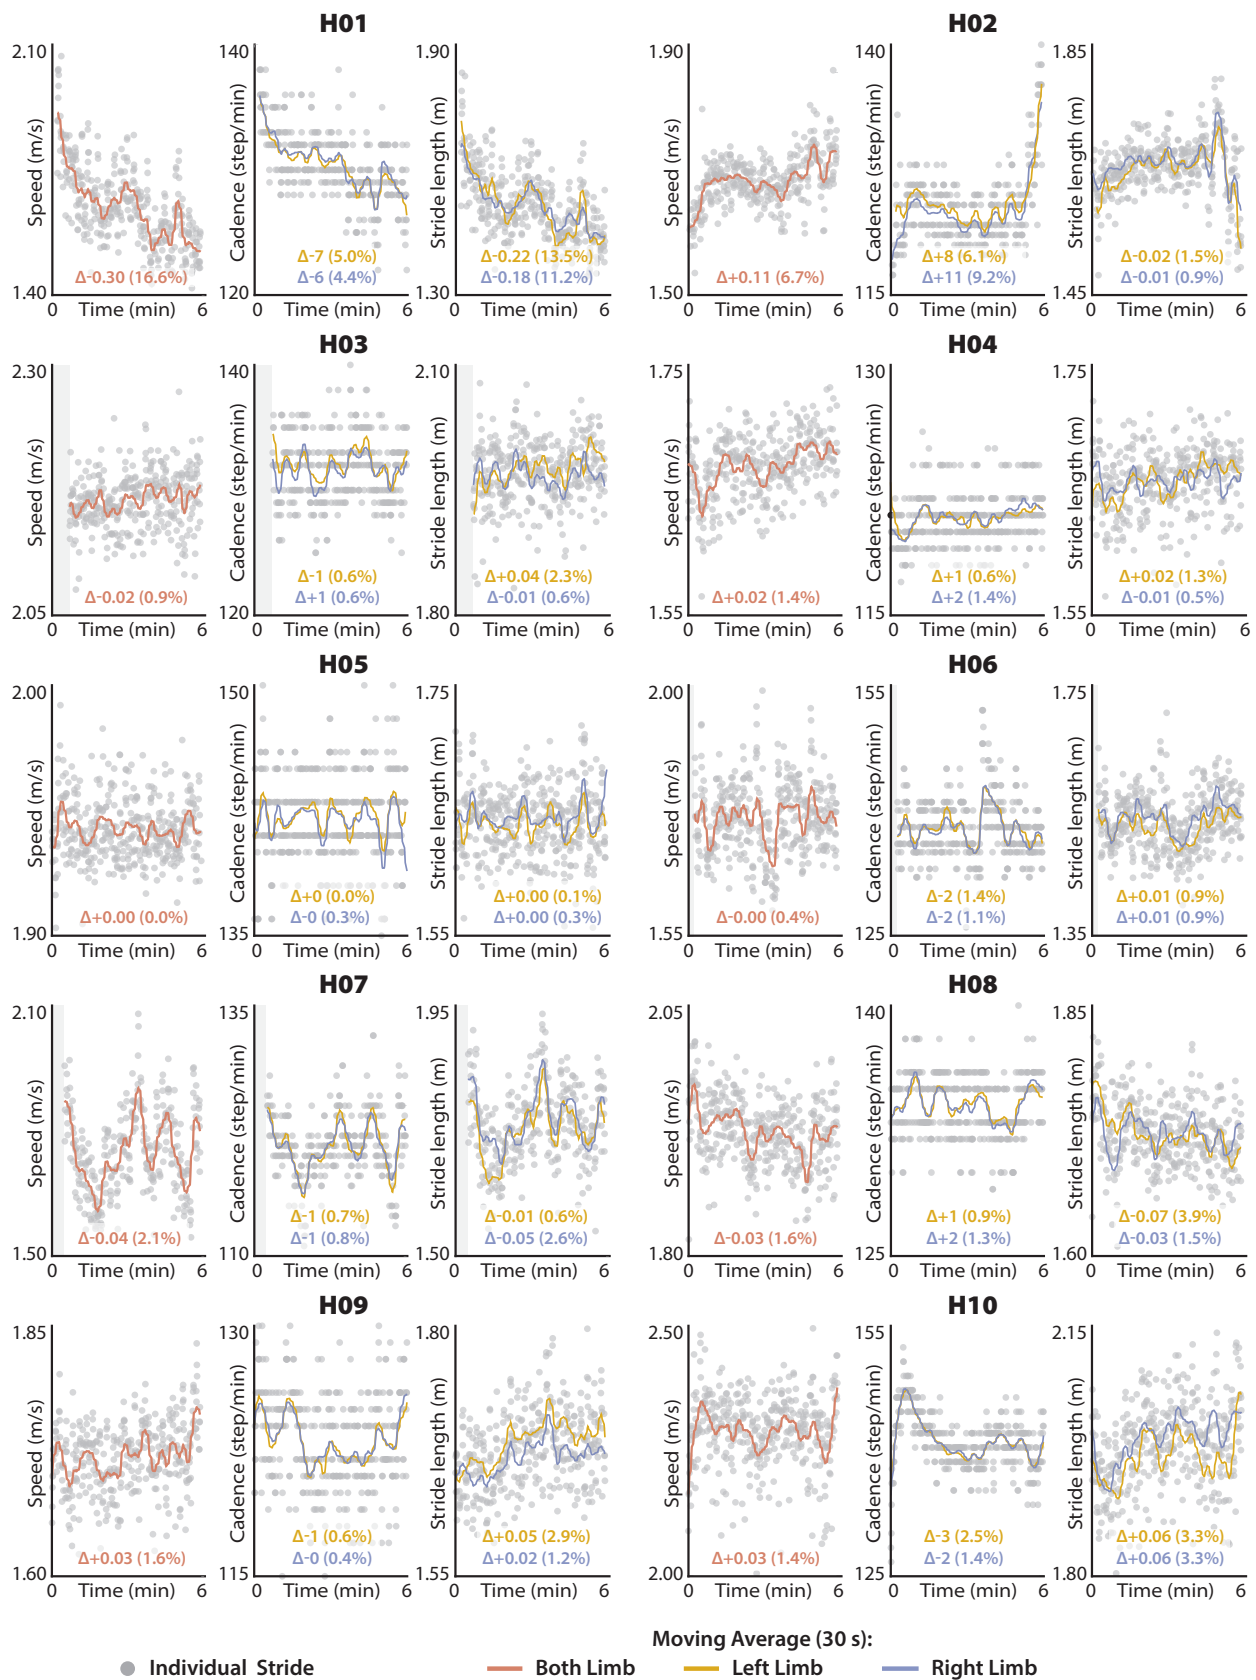 H01
H02
2.10
Speed (m/s)
1.40
Δ-0.30 (16.6%)
0 Time (min) 6
140
Cadence (step/min)
120
Δ-7 (5.0%)
Δ-6 (4.4%)
0 Time (min) 6
1.90
Stride length (m)
1.30
Δ-0.22 (13.5%)
Δ-0.18 (11.2%)
0 Time (min) 6
1.90
Speed (m/s)
1.50
Δ+0.11 (6.7%)
0 Time (min) 6
140
Cadence (step/min)
115
Δ+8 (6.1%)
Δ+11 (9.2%)
0 Time (min) 6
1.85
Stride length (m)
1.45
Δ-0.02 (1.5%)
Δ-0.01 (0.9%)
0 Time (min) 6
H03
H04
2.30
Speed (m/s)
2.05
Δ-0.02 (0.9%)
0 Time (min) 6
140
Cadence (step/min)
120
Δ-1 (0.6%)
Δ+1 (0.6%)
0 Time (min) 6
2.10
Stride length (m)
1.80
Δ+0.04 (2.3%)
Δ-0.01 (0.6%)
0 Time (min) 6
1.75
Speed (m/s)
1.55
Δ+0.02 (1.4%)
0 Time (min) 6
130
Cadence (step/min)
115
Δ+1 (0.6%)
Δ+2 (1.4%)
0 Time (min) 6
1.75
Stride length (m)
1.55
Δ+0.02 (1.3%)
Δ-0.01 (0.5%)
0 Time (min) 6
H05
H06
2.00
Speed (m/s)
1.90
Δ+0.00 (0.0%)
0 Time (min) 6
150
Cadence (step/min)
135
Δ+0 (0.0%)
Δ-0 (0.3%)
0 Time (min) 6
1.75
Stride length (m)
1.55
Δ+0.00 (0.1%)
Δ+0.00 (0.3%)
0 Time (min) 6
2.00
Speed (m/s)
1.55
Δ-0.00 (0.4%)
0 Time (min) 6
155
Cadence (step/min)
125
Δ-2 (1.4%)
Δ-2 (1.1%)
0 Time (min) 6
1.75
Stride length (m)
1.35
Δ+0.01 (0.9%)
Δ+0.01 (0.9%)
0 Time (min) 6
H07
H08
2.10
Speed (m/s)
1.50
Δ-0.04 (2.1%)
0 Time (min) 6
135
Cadence (step/min)
110
Δ-1 (0.7%)
Δ-1 (0.8%)
0 Time (min) 6
1.95
Stride length (m)
1.50
Δ-0.01 (0.6%)
Δ-0.05 (2.6%)
0 Time (min) 6
2.05
Speed (m/s)
1.80
Δ-0.03 (1.6%)
0 Time (min) 6
140
Cadence (step/min)
125
Δ+1 (0.9%)
Δ+2 (1.3%)
0 Time (min) 6
1.85
Stride length (m)
1.60
Δ-0.07 (3.9%)
Δ-0.03 (1.5%)
0 Time (min) 6
H09
H10
1.85
Speed (m/s)
1.60
Δ+0.03 (1.6%)
0 Time (min) 6
130
Cadence (step/min)
115
Δ-1 (0.6%)
Δ-0 (0.4%)
0 Time (min) 6
1.80
Stride length (m)
1.55
Δ+0.05 (2.9%)
Δ+0.02 (1.2%)
0 Time (min) 6
2.50
Speed (m/s)
2.00
Δ+0.03 (1.4%)
0 Time (min) 6
155
Cadence (step/min)
125
Δ-3 (2.5%)
Δ-2 (1.4%)
0 Time (min) 6
2.15
Stride length (m)
1.80
Δ+0.06 (3.3%)
Δ+0.06 (3.3%)
0 Time (min) 6
Moving Average (30 s):
Individual Stride
Both Limb
Left Limb
Right Limb